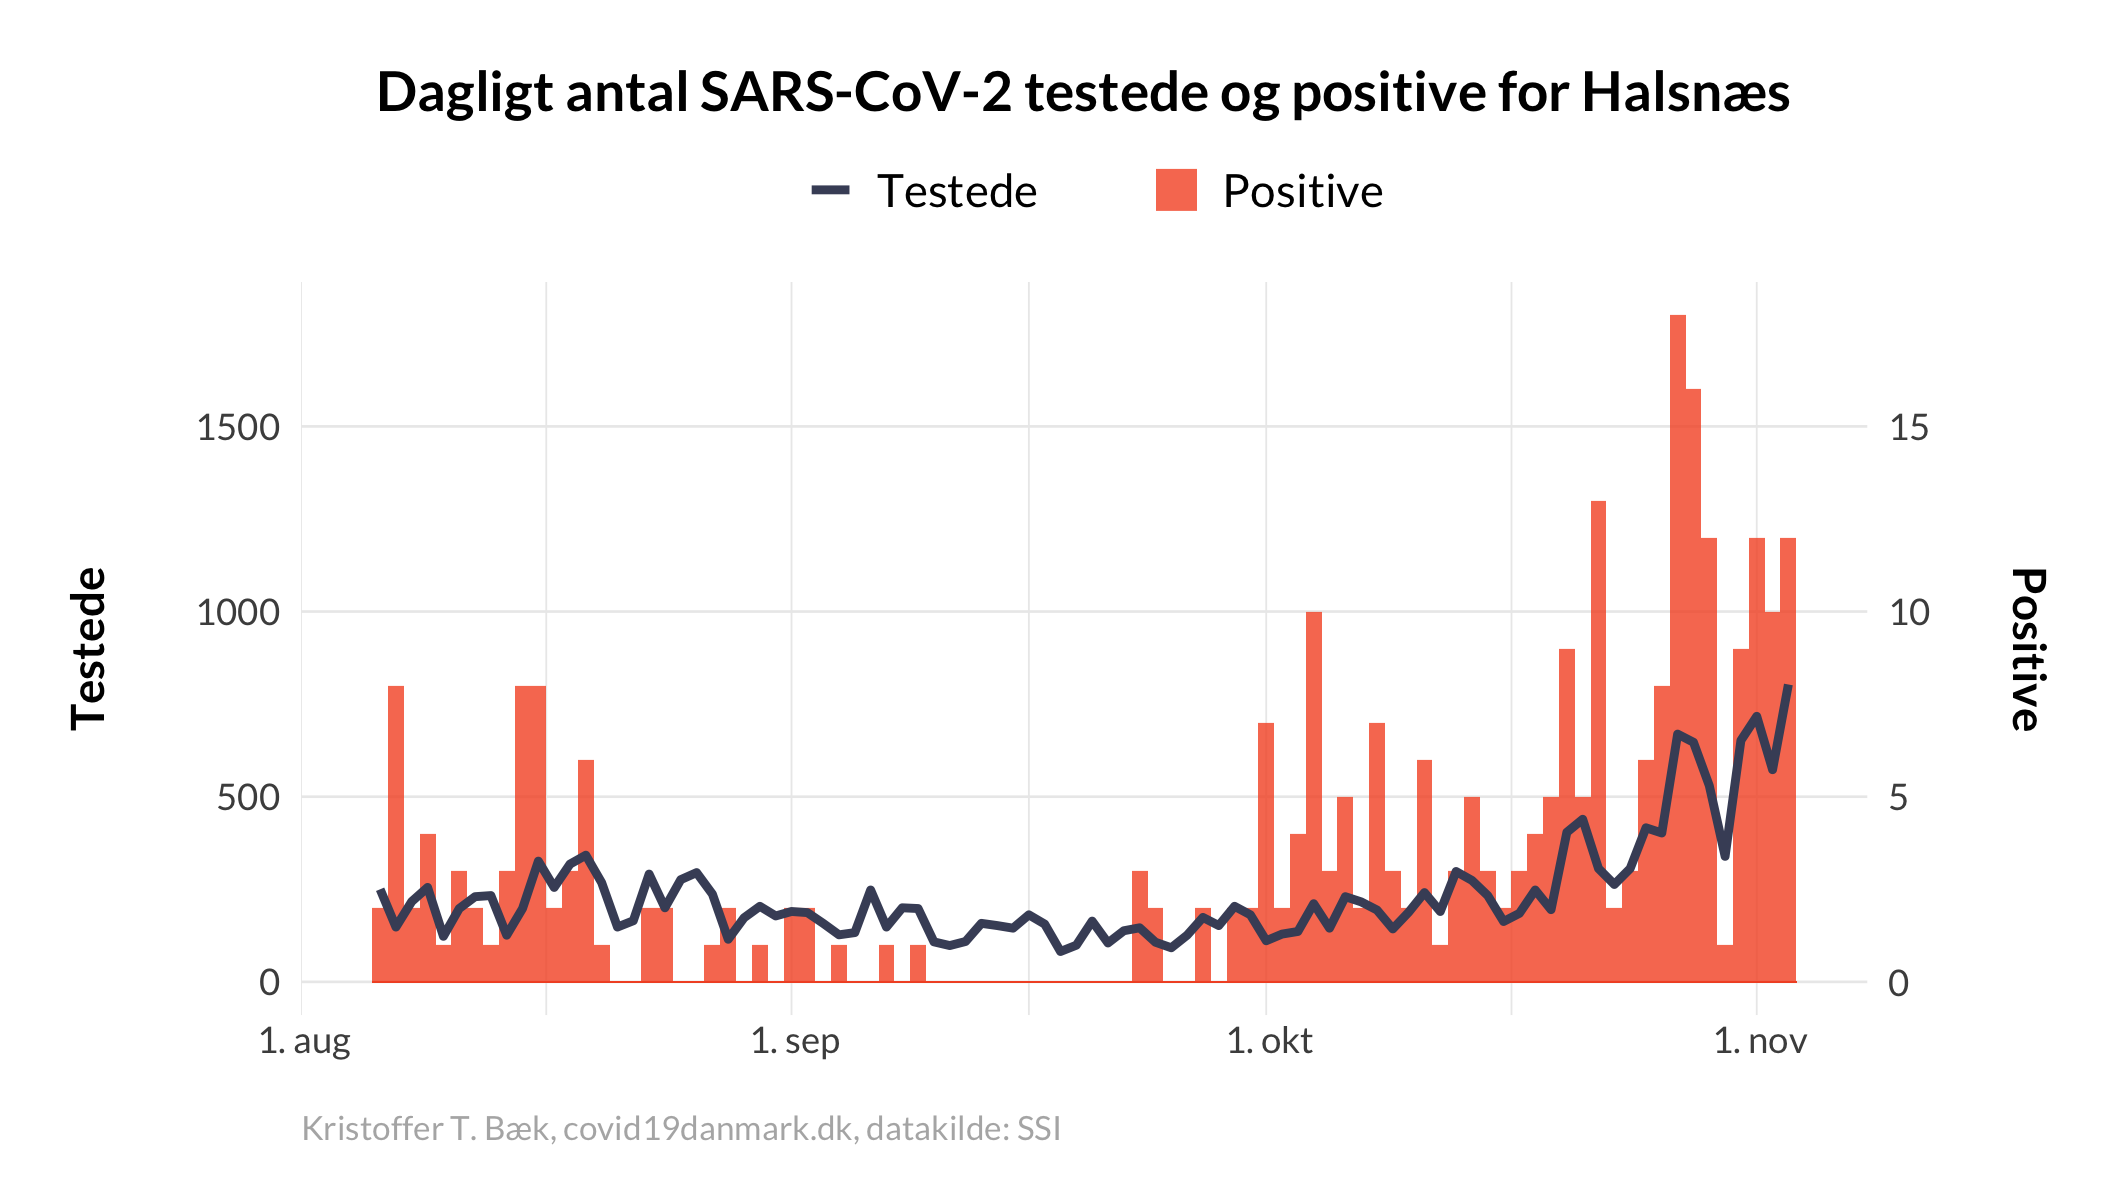 Dagligt antal SARS-CoV-2 testede og positive for Halsnæs
Testede
Positive
Testede
1500
1000
500
0
15
10
5
0
Positive
1. aug
1. sep
1. okt
1. nov
Kristoffer T. Bæk, covid19danmark.dk, datakilde: SSI